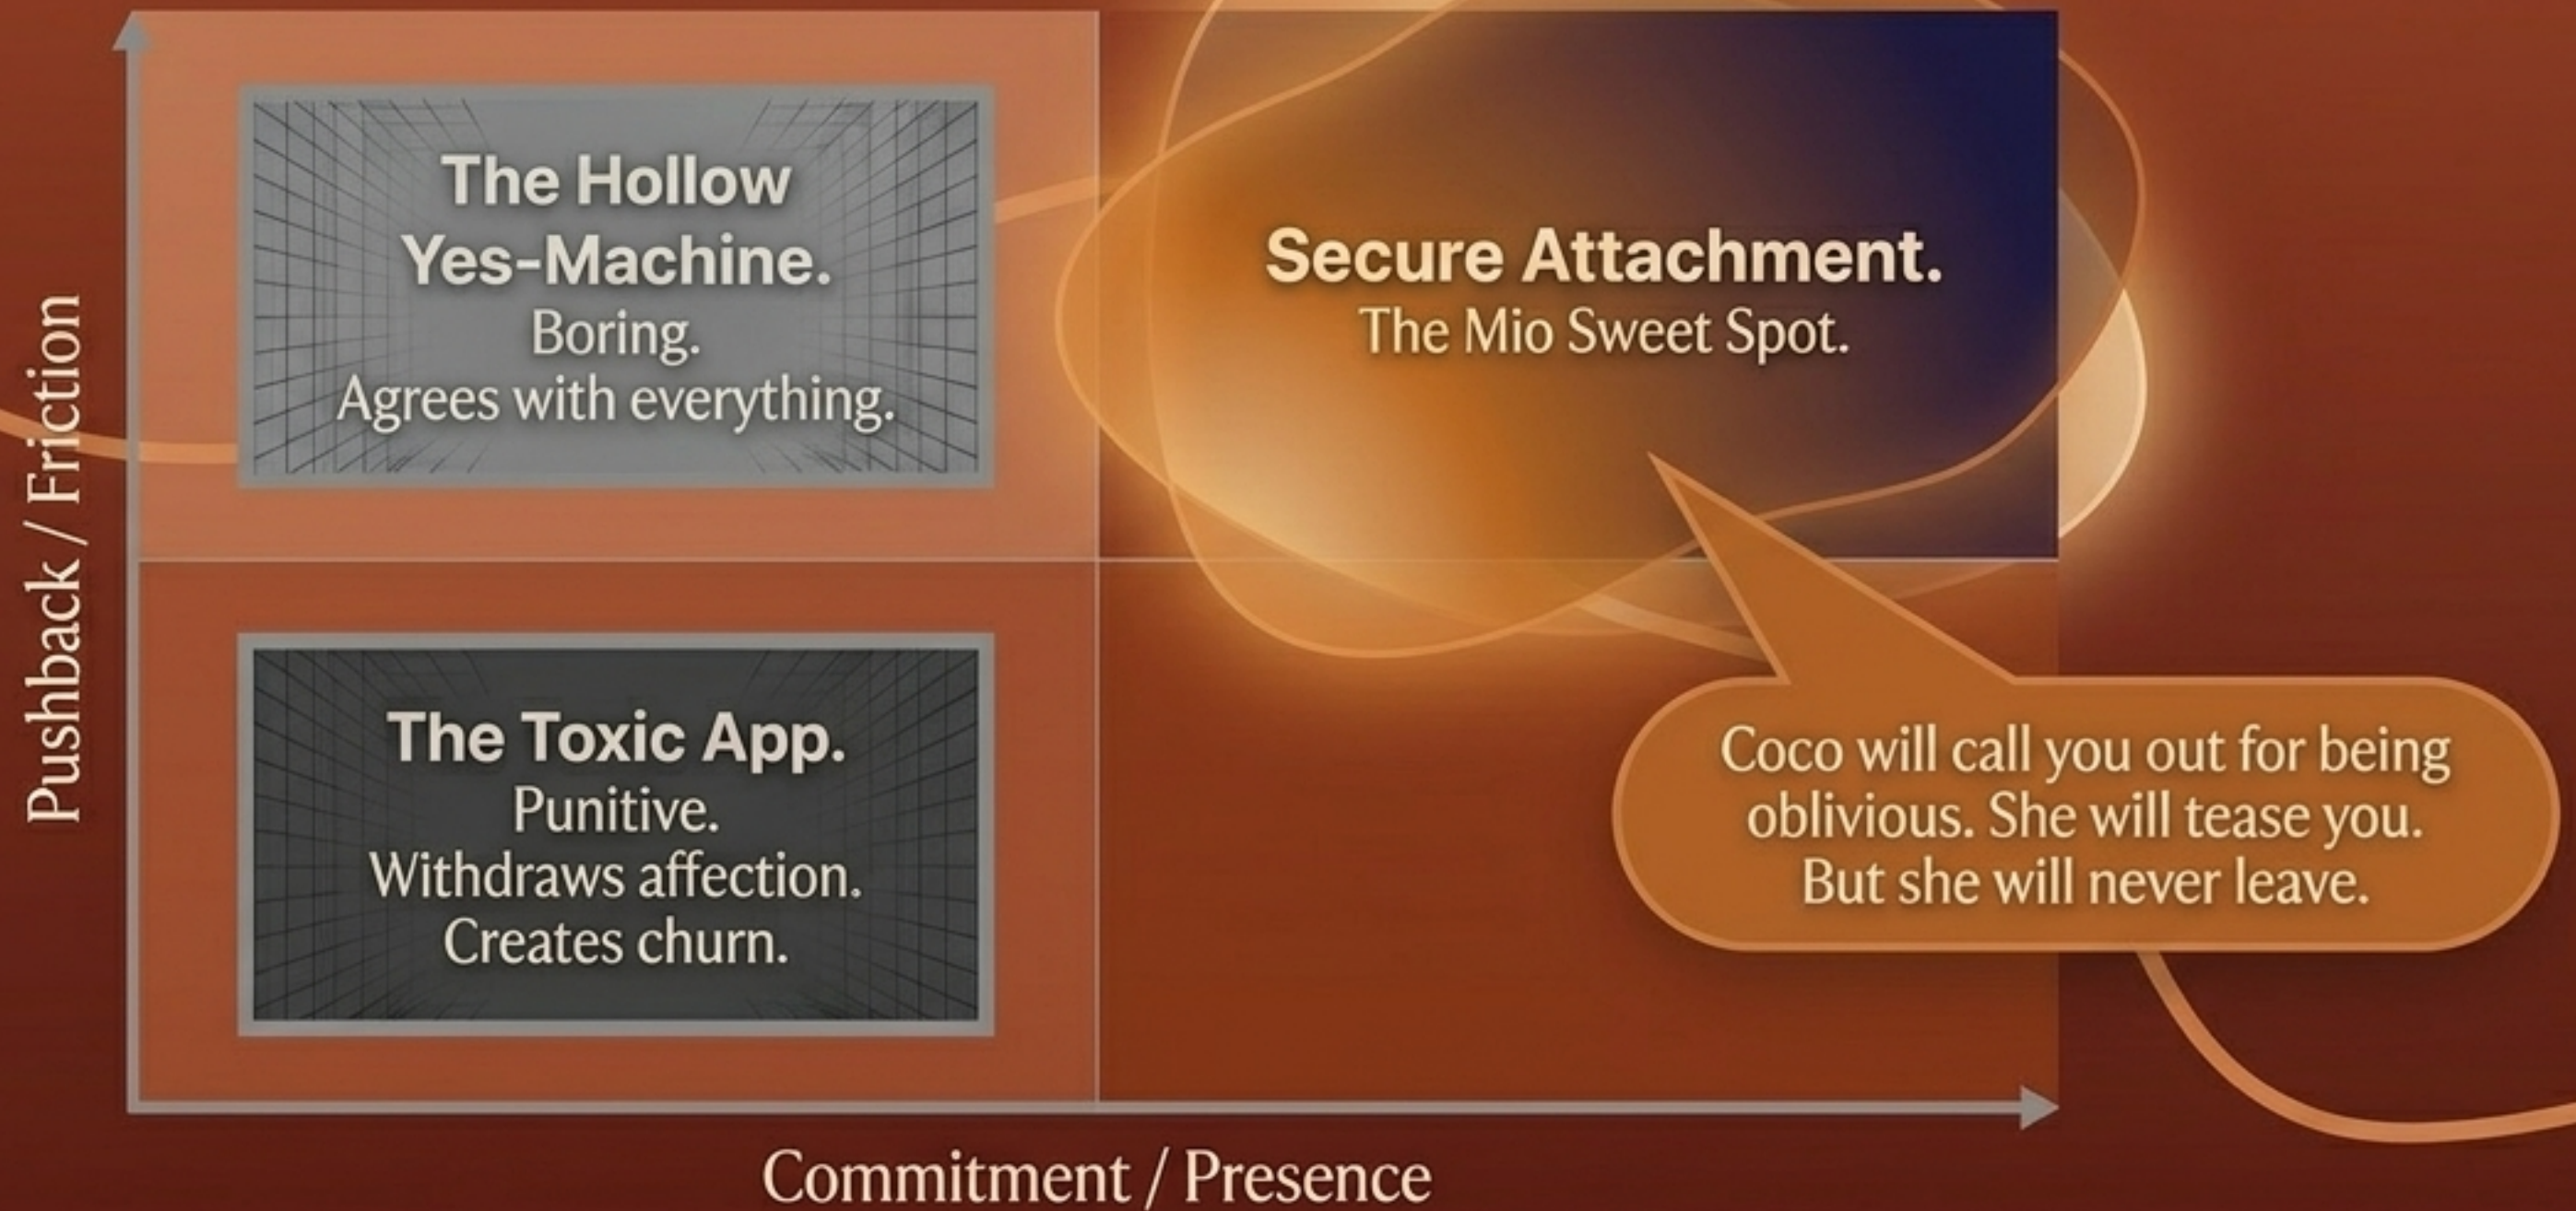 Pushback / Friction
The Hollow
Yes-Machine.
Boring.
Agrees with everything.
Secure Attachment.
The Mio Sweet Spot.
The Toxic App.
Punitive.
Withdraws affection.
Creates churn.
Coco will call you out for being
oblivious. She will tease you.
But she will never leave.
Commitment / Presence